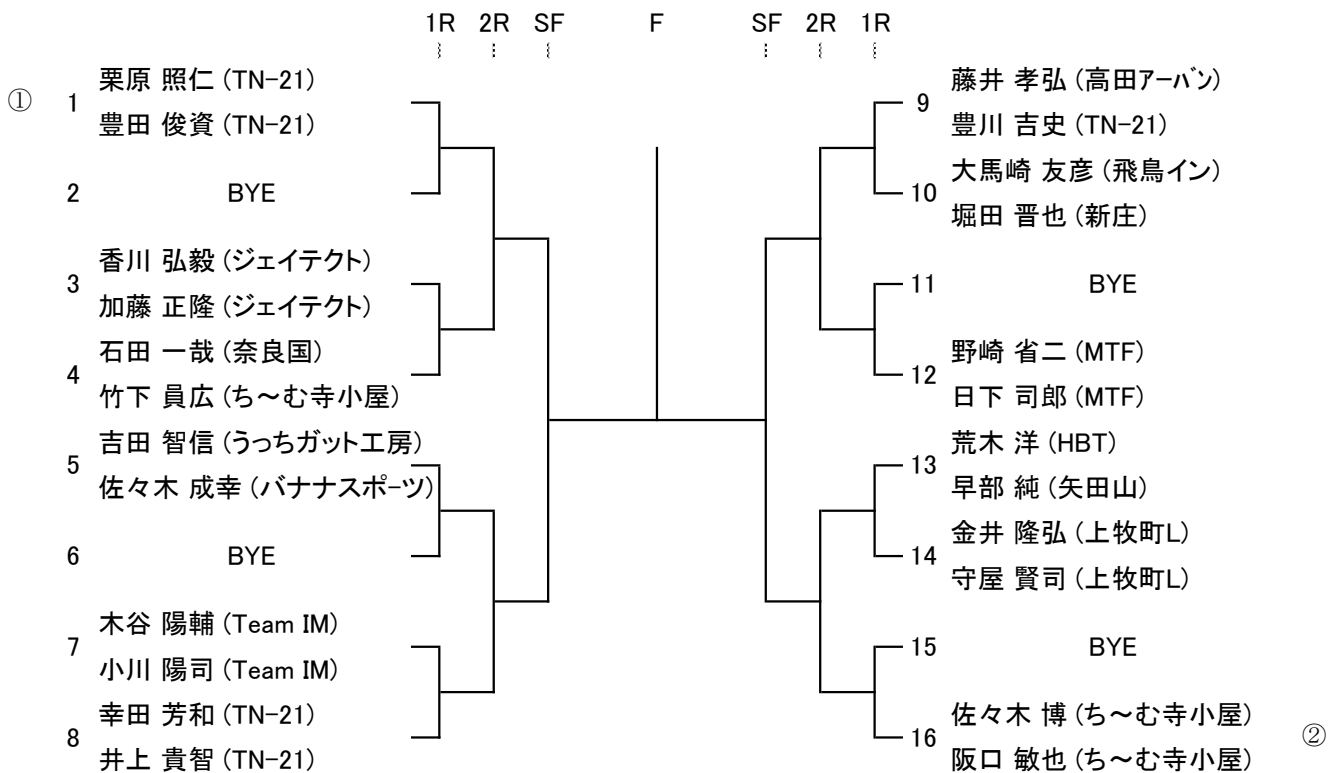 1R 2R SF F SF 2R 1R
① 1 栗原 照仁 (TN-21)
豊田 俊資 (TN-21)
2 BYE
3 香川 弘毅 (ジェイテクト)
加藤 正隆 (ジェイテクト)
4 石田 一哉 (奈良国)
竹下 員広 (ち～む寺小屋)
5 吉田 智信 (うっちガット工房)
佐々木 成幸 (バナナスポーツ)
6 BYE
7 木谷 陽輔 (Team IM)
小川 陽司 (Team IM)
8 幸田 芳和 (TN-21)
井上 貴智 (TN-21)
9 藤井 孝弘 (高田アーバン)
豊川 吉史 (TN-21)
10 大馬崎 友彦 (飛鳥イン)
堀田 晋也 (新庄)
11 BYE
12 野崎 省二 (MTF)
日下 司郎 (MTF)
13 荒木 洋 (HBT)
早部 純 (矢田山)
14 金井 隆弘 (上牧町L)
守屋 賢司 (上牧町L)
15 BYE
16 佐々木 博 (ち～む寺小屋) ②
阪口 敏也 (ち～む寺小屋)